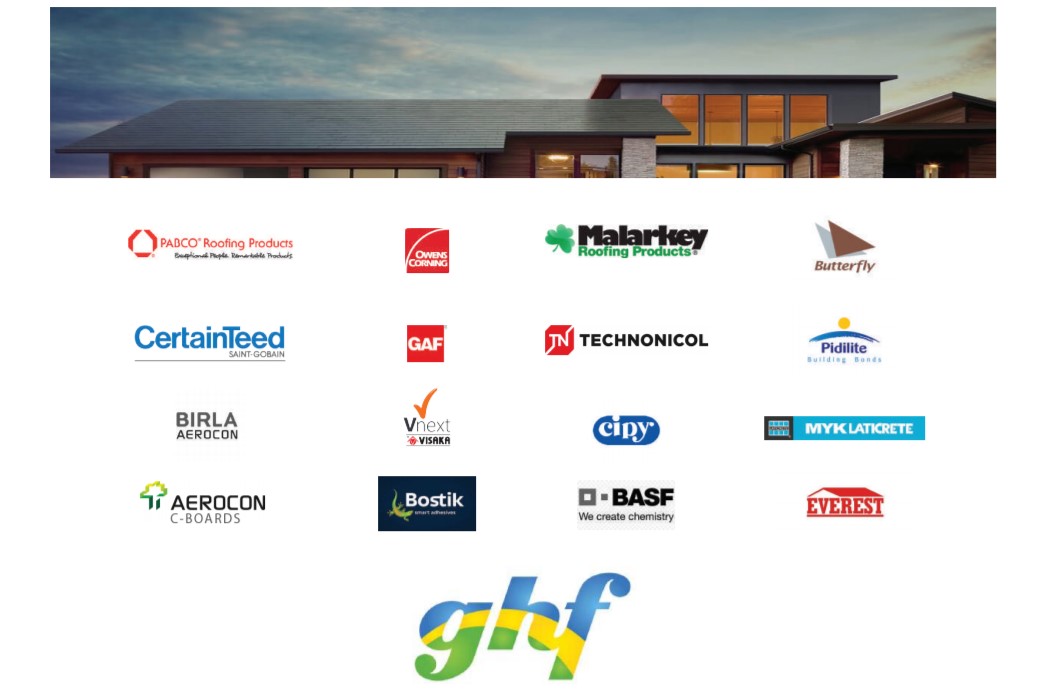 PABCO® Roofing Products
Exceptional People. Remarkable Products.
OWENS
CORNING
Malarkey
Roofing Products®
Butterfly
CertainTeed
SAINT-GOBAIN
GAF
TN TECHNONICOL
Pidilite
Building Bonds
BIRLA
AEROCON
Vnext
VISAKA
cipy
MYK LATICRETE
AEROCON
C-BOARDS
Bostik
smart adhesives
BASF
We create chemistry
EVEREST
ghf